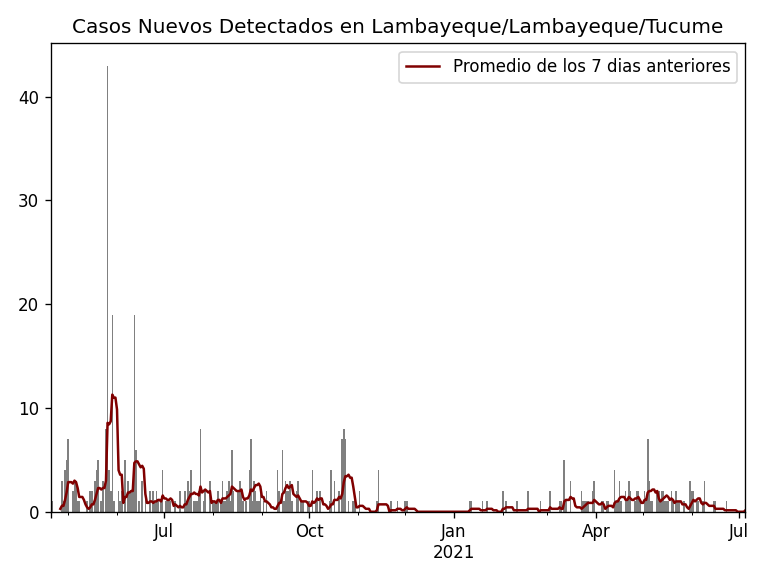 Casos Nuevos Detectados en Lambayeque/Lambayeque/Tucume
Promedio de los 7 dias anteriores
40
30
20
10
0
Jul
Oct
Jan
2021
Apr
Jul